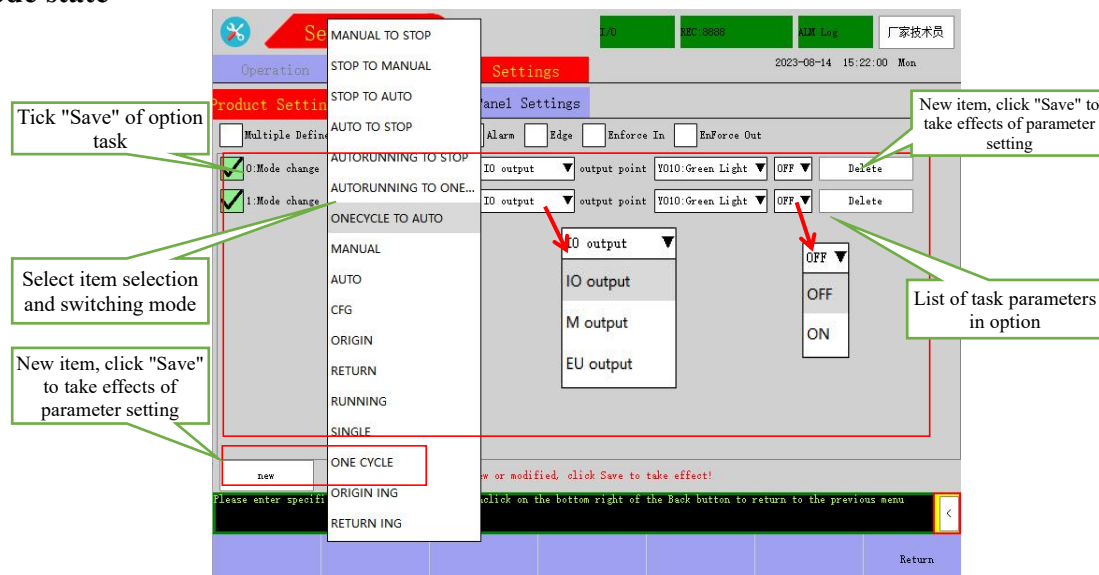 Se
I/O
REC:8888
ALM Log
厂家技术员
Operation
Settings
2023-08-14 15:22:00 Mon
Product Settin
Panel Settings
Multiple Define
Alarm
Edge
Enforce In
EnForce Out
0:Mode change
IO output
output point
Y010:Green Light
OFF
Delete
1:Mode change
IO output
output point
Y010:Green Light
OFF
Delete
MANUAL TO STOP
STOP TO MANUAL
STOP TO AUTO
AUTO TO STOP
AUTORUNNING TO STOP
AUTORUNNING TO ONE...
ONECYCLE TO AUTO
MANUAL
AUTO
CFG
ORIGIN
RETURN
RUNNING
SINGLE
ONE CYCLE
ORIGIN ING
RETURN ING
IO output
IO output
M output
EU output
OFF
OFF
ON
Tick "Save" of option
task
Select item selection
and switching mode
New item, click "Save"
to take effects of
parameter setting
New item, click "Save" to
take effects of parameter
setting
List of task parameters
in option
new
or modified, click Save to take effect!
Please enter specifi
click on the bottom right of the Back button to return to the previous menu
<
Return